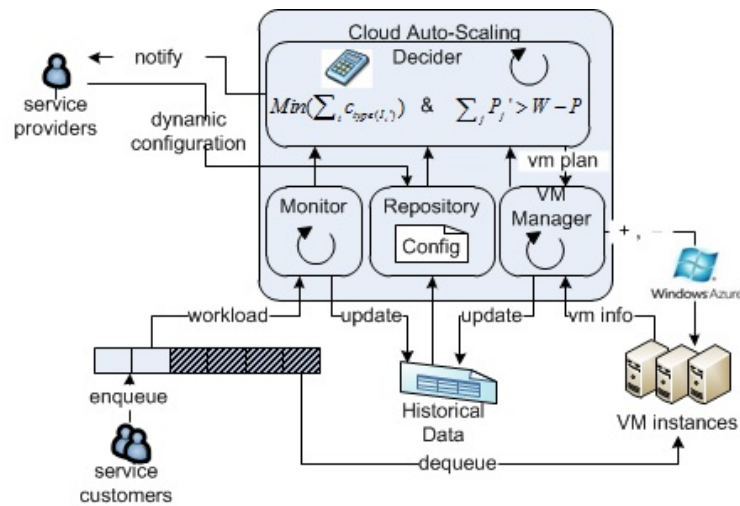 Cloud Auto-Scaling
Decider
notify
service
providers
Min(∑ᵢ c_type(Iᵢ')) & ∑ⱼ Pⱼ' > W − P
dynamic
configuration
vm plan
Monitor
Repository
VM
Manager
Config
+ , −
Windows Azure
workload
update
update
vm info
enqueue
Historical
Data
VM instances
service
customers
dequeue